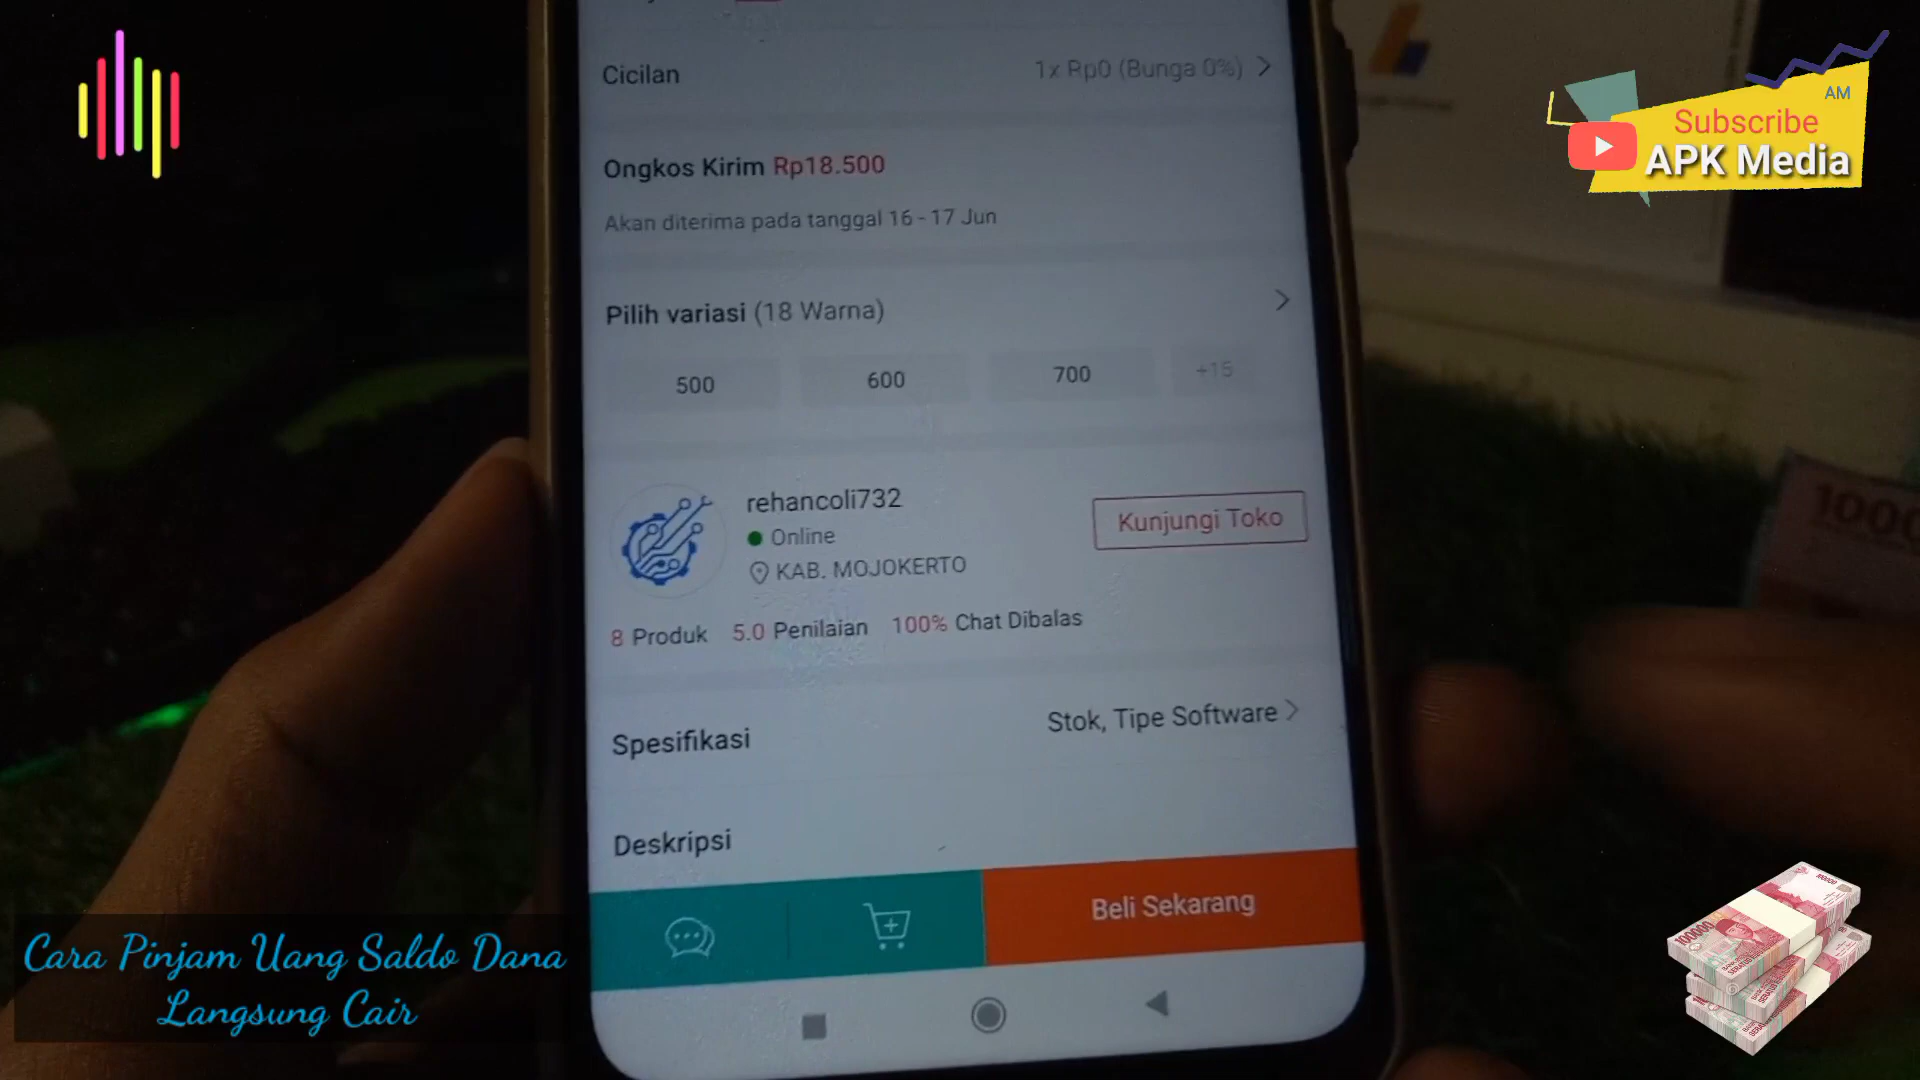 Cicilan
1x Rp0 (Bunga 0%)
Ongkos Kirim Rp18.500
Akan diterima pada tanggal 16 - 17 Jun
Pilih variasi (18 Warna)
500
600
700
+15
rehancoli732
Online
KAB. MOJOKERTO
Kunjungi Toko
8 Produk
5.0 Penilaian
100% Chat Dibalas
Spesifikasi
Stok, Tipe Software
Deskripsi
Beli Sekarang
AM
Subscribe
APK Media
Cara Pinjam Uang Saldo Dana
Langsung Cair
100000